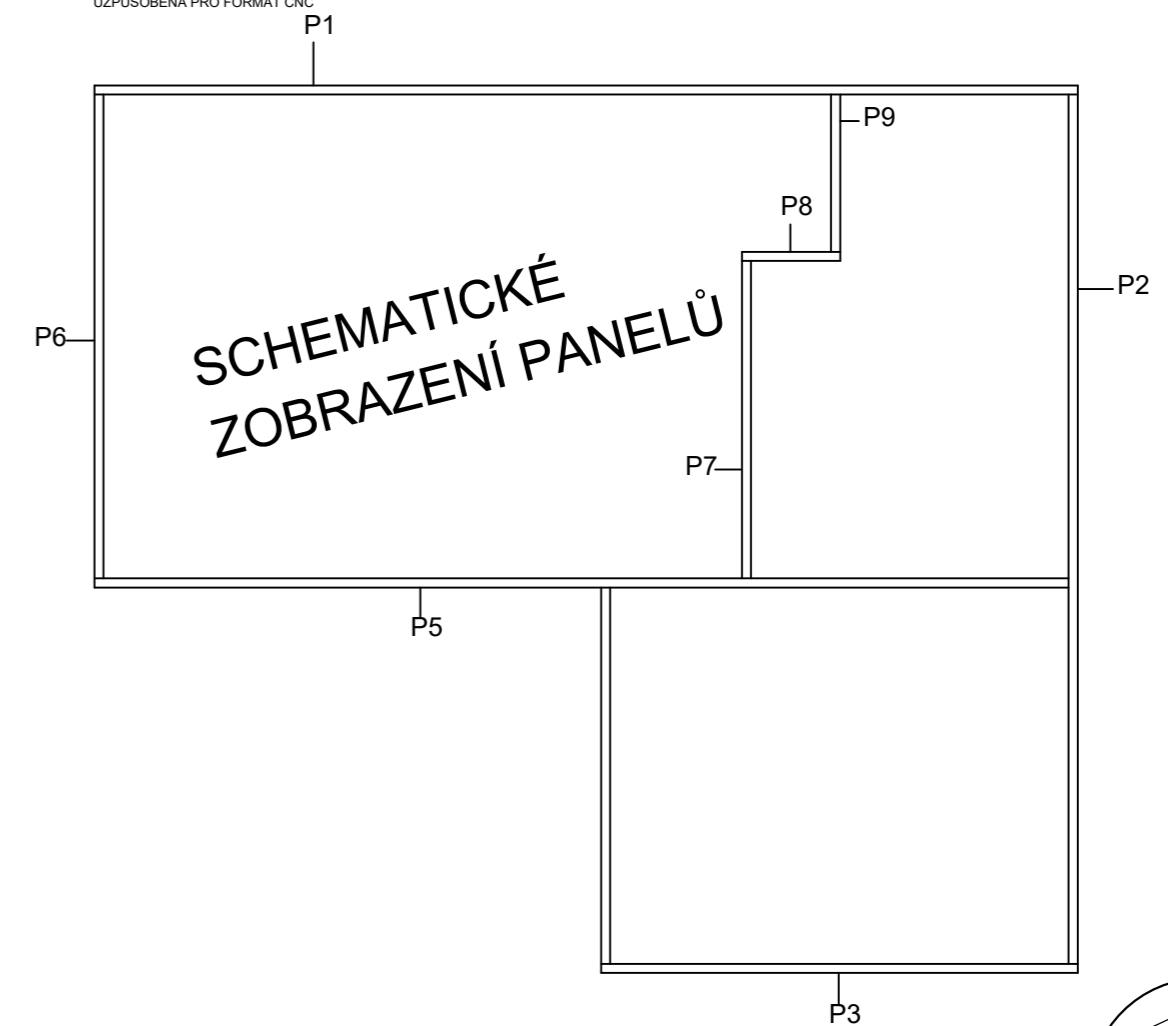 UZPŮSOBENA PRO FORMÁT CNC
P1
P9
P8
P2
P6
SCHEMATICKÉ
ZOBRAZENÍ PANELŮ
P7
P5
P3